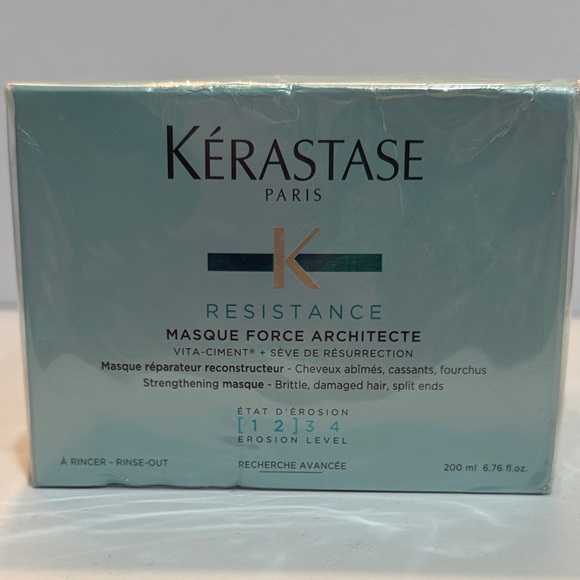 KÉRASTASE
PARIS
K
RESISTANCE
MASQUE FORCE ARCHITECTE
VITA-CIMENT® + SÈVE DE RÉSURRECTION
Masque réparateur reconstructeur - Cheveux abîmés, cassants, fourchus
Strengthening masque - Brittle, damaged hair, split ends
ÉTAT D'ÉROSION
[1 2]3 4
EROSION LEVEL
À RINCER - RINSE-OUT RECHERCHE AVANCÉE 200 ml 6.76 fl.oz.